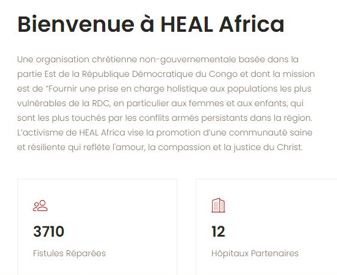 Bienvenue à HEAL Africa
Une organisation chrétienne non-gouvernementale basée dans la
partie Est de la République Démocratique du Congo et dont la mission
est de "Fournir une prise en charge holistique aux populations les plus
vulnérables de la RDC, en particulier aux femmes et aux enfants, qui
sont les plus touchés par les conflits armés persistants dans la région.
L'activisme de HEAL Africa vise la promotion d'une communauté saine
et résiliente qui reflète l'amour, la compassion et la justice du Christ.
3710
Fistules Réparées
12
Hôpitaux Partenaires